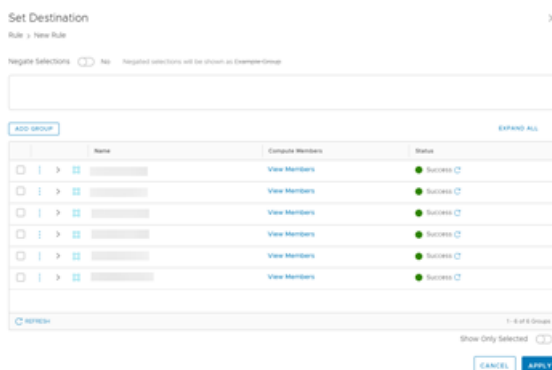 Set Destination
Rule > New Rule
Negate Selections No Negated selections will be shown as Example Group
ADD GROUP EXPAND ALL
Name Compute Members Status
View Members Success
View Members Success
View Members Success
View Members Success
View Members Success
View Members Success
REFRESH 1 - 6 of 6 Groups
Show Only Selected
CANCEL APPLY